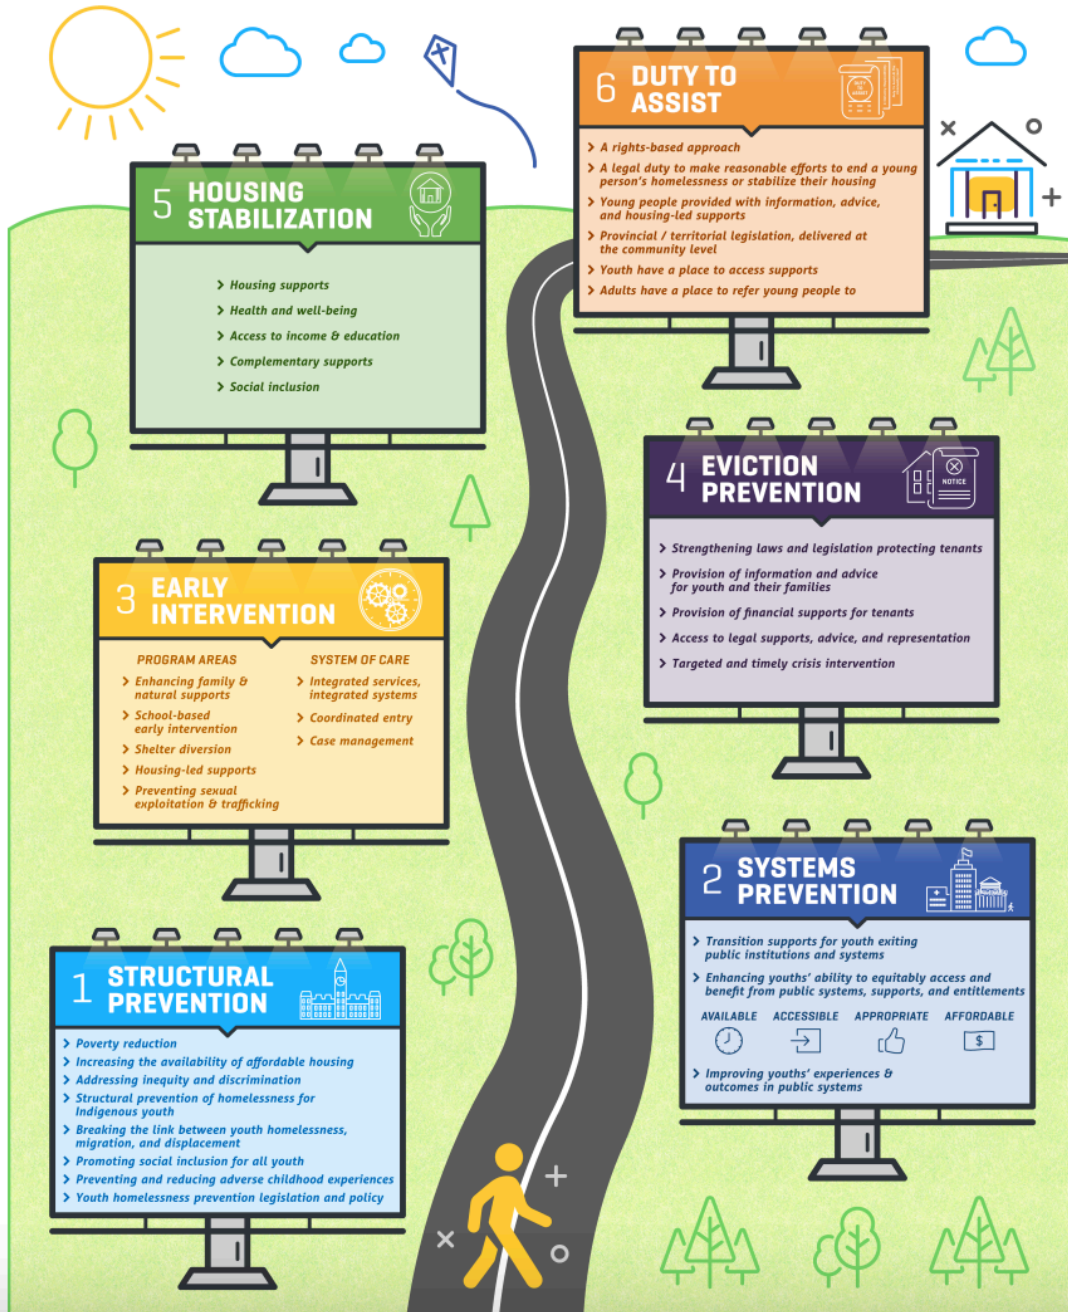 6 DUTY TO
ASSIST
DUTY
TO
ASSIST
> A rights-based approach
> A legal duty to make reasonable efforts to end a young
person's homelessness or stabilize their housing
> Young people provided with information, advice,
and housing-led supports
> Provincial / territorial legislation, delivered at
the community level
> Youth have a place to access supports
> Adults have a place to refer young people to
5 HOUSING
STABILIZATION
> Housing supports
> Health and well-being
> Access to income & education
> Complementary supports
> Social inclusion
4 EVICTION
PREVENTION
NOTICE
> Strengthening laws and legislation protecting tenants
> Provision of information and advice
for youth and their families
> Provision of financial supports for tenants
> Access to legal supports, advice, and representation
> Targeted and timely crisis intervention
3 EARLY
INTERVENTION
PROGRAM AREAS
> Enhancing family &
natural supports
> School-based
early intervention
> Shelter diversion
> Housing-led supports
> Preventing sexual
exploitation & trafficking
SYSTEM OF CARE
> Integrated services,
integrated systems
> Coordinated entry
> Case management
2 SYSTEMS
PREVENTION
> Transition supports for youth exiting
public institutions and systems
> Enhancing youths' ability to equitably access and
benefit from public systems, supports, and entitlements
AVAILABLE ACCESSIBLE APPROPRIATE AFFORDABLE
$
> Improving youths' experiences &
outcomes in public systems
1 STRUCTURAL
PREVENTION
> Poverty reduction
> Increasing the availability of affordable housing
> Addressing inequity and discrimination
> Structural prevention of homelessness for
Indigenous youth
> Breaking the link between youth homelessness,
migration, and displacement
> Promoting social inclusion for all youth
> Preventing and reducing adverse childhood experiences
> Youth homelessness prevention legislation and policy